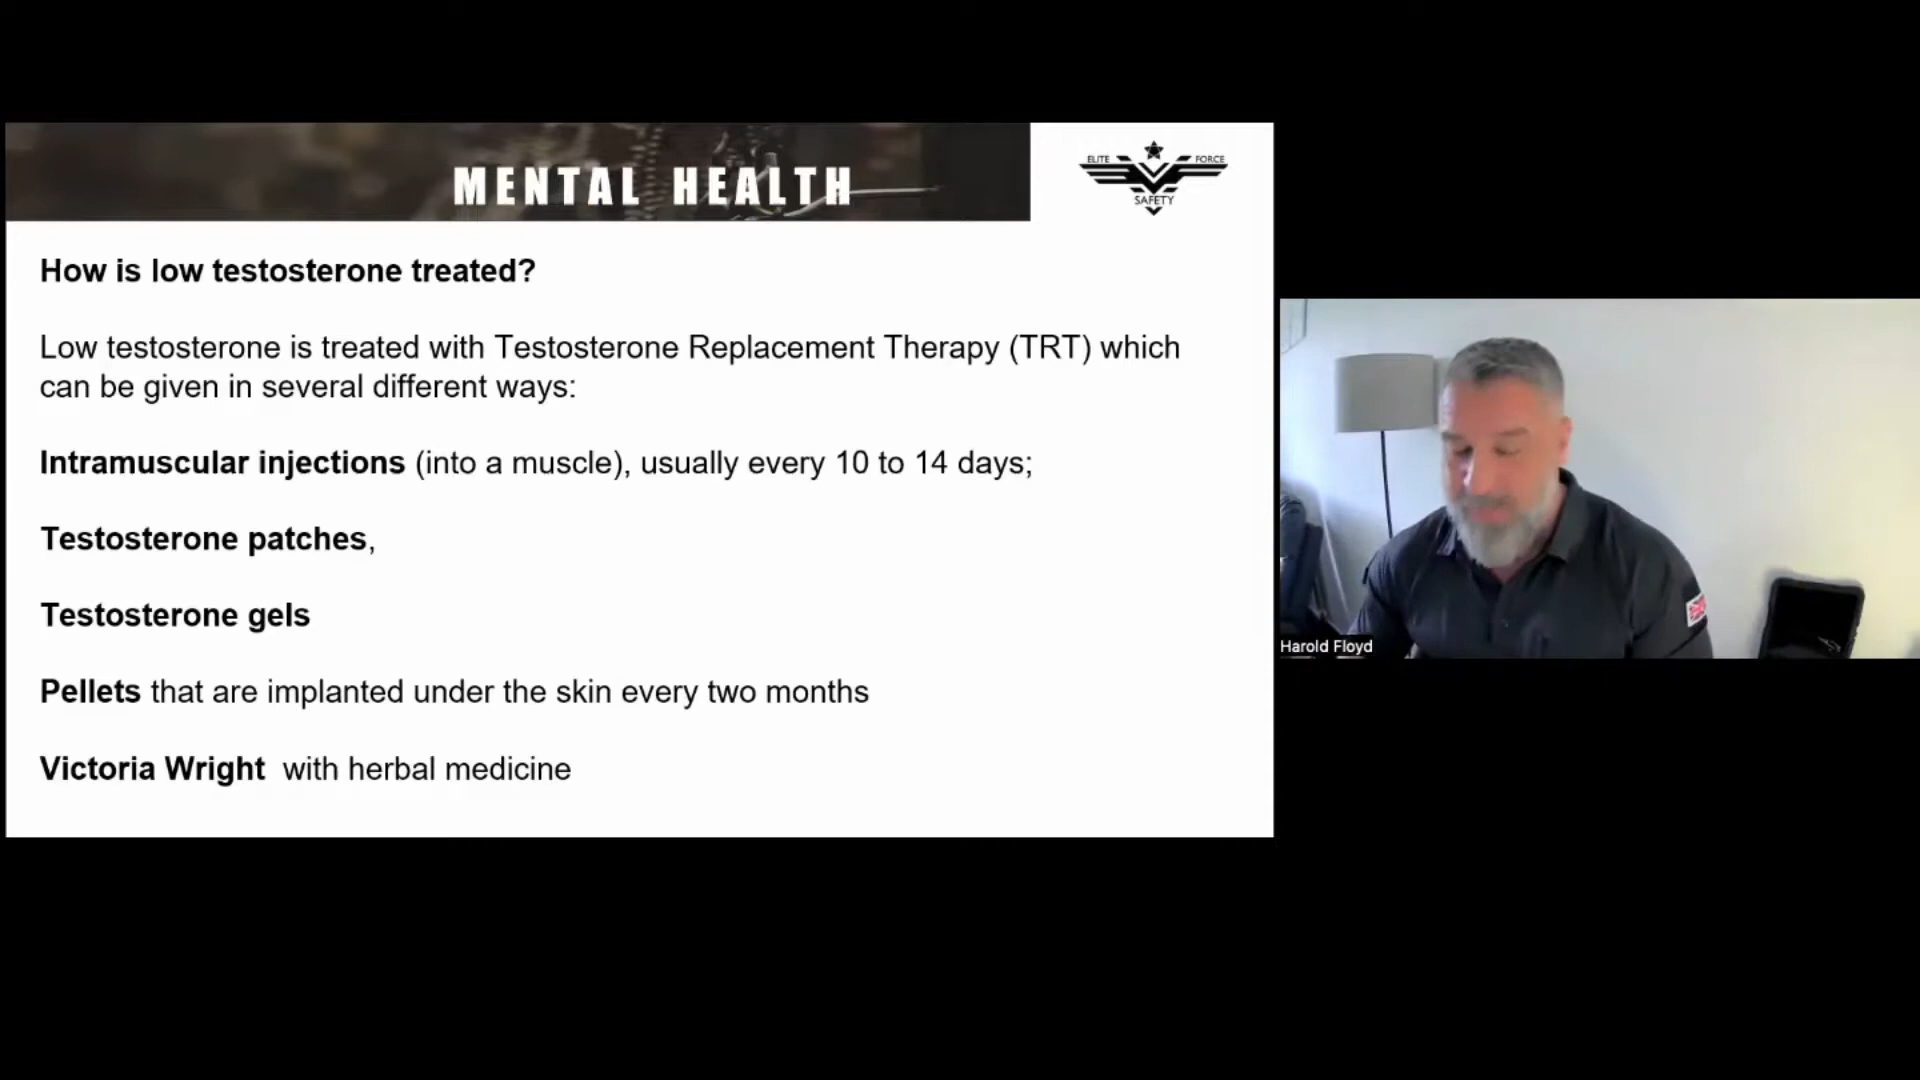 MENTAL HEALTH
ELITE FORCE
SAFETY
How is low testosterone treated?
Low testosterone is treated with Testosterone Replacement Therapy (TRT) which
can be given in several different ways:
Intramuscular injections (into a muscle), usually every 10 to 14 days;
Testosterone patches,
Testosterone gels
Pellets that are implanted under the skin every two months
Victoria Wright with herbal medicine
Harold Floyd